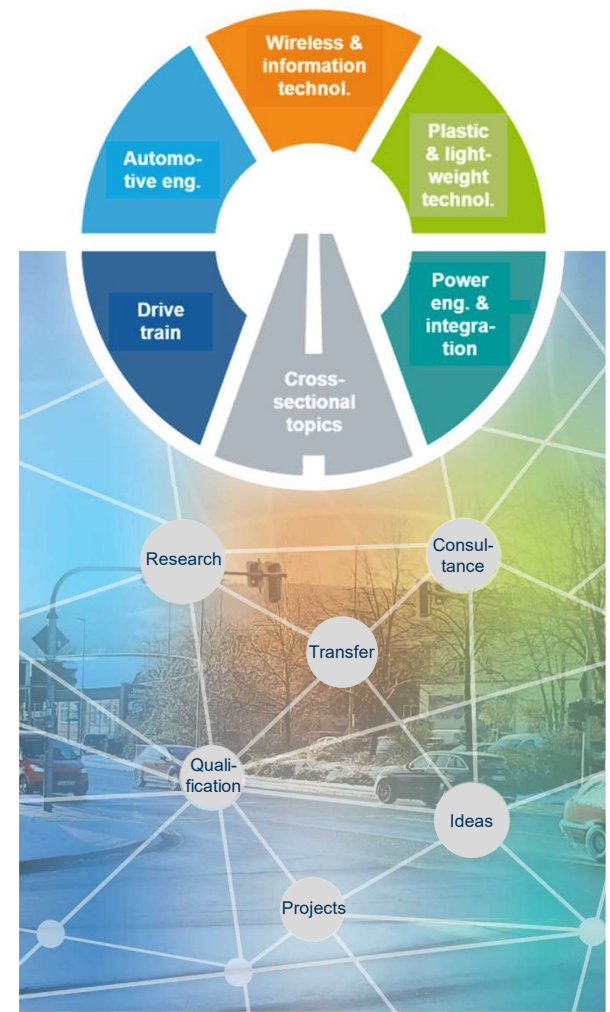 Wireless &
information
technol.
Automo-
tive eng.
Plastic
& light-
weight
technol.
Drive
train
Power
eng. &
integra-
tion
Cross-
sectional
topics
Research
Consul-
tance
Transfer
Quali-
fication
Ideas
Projects